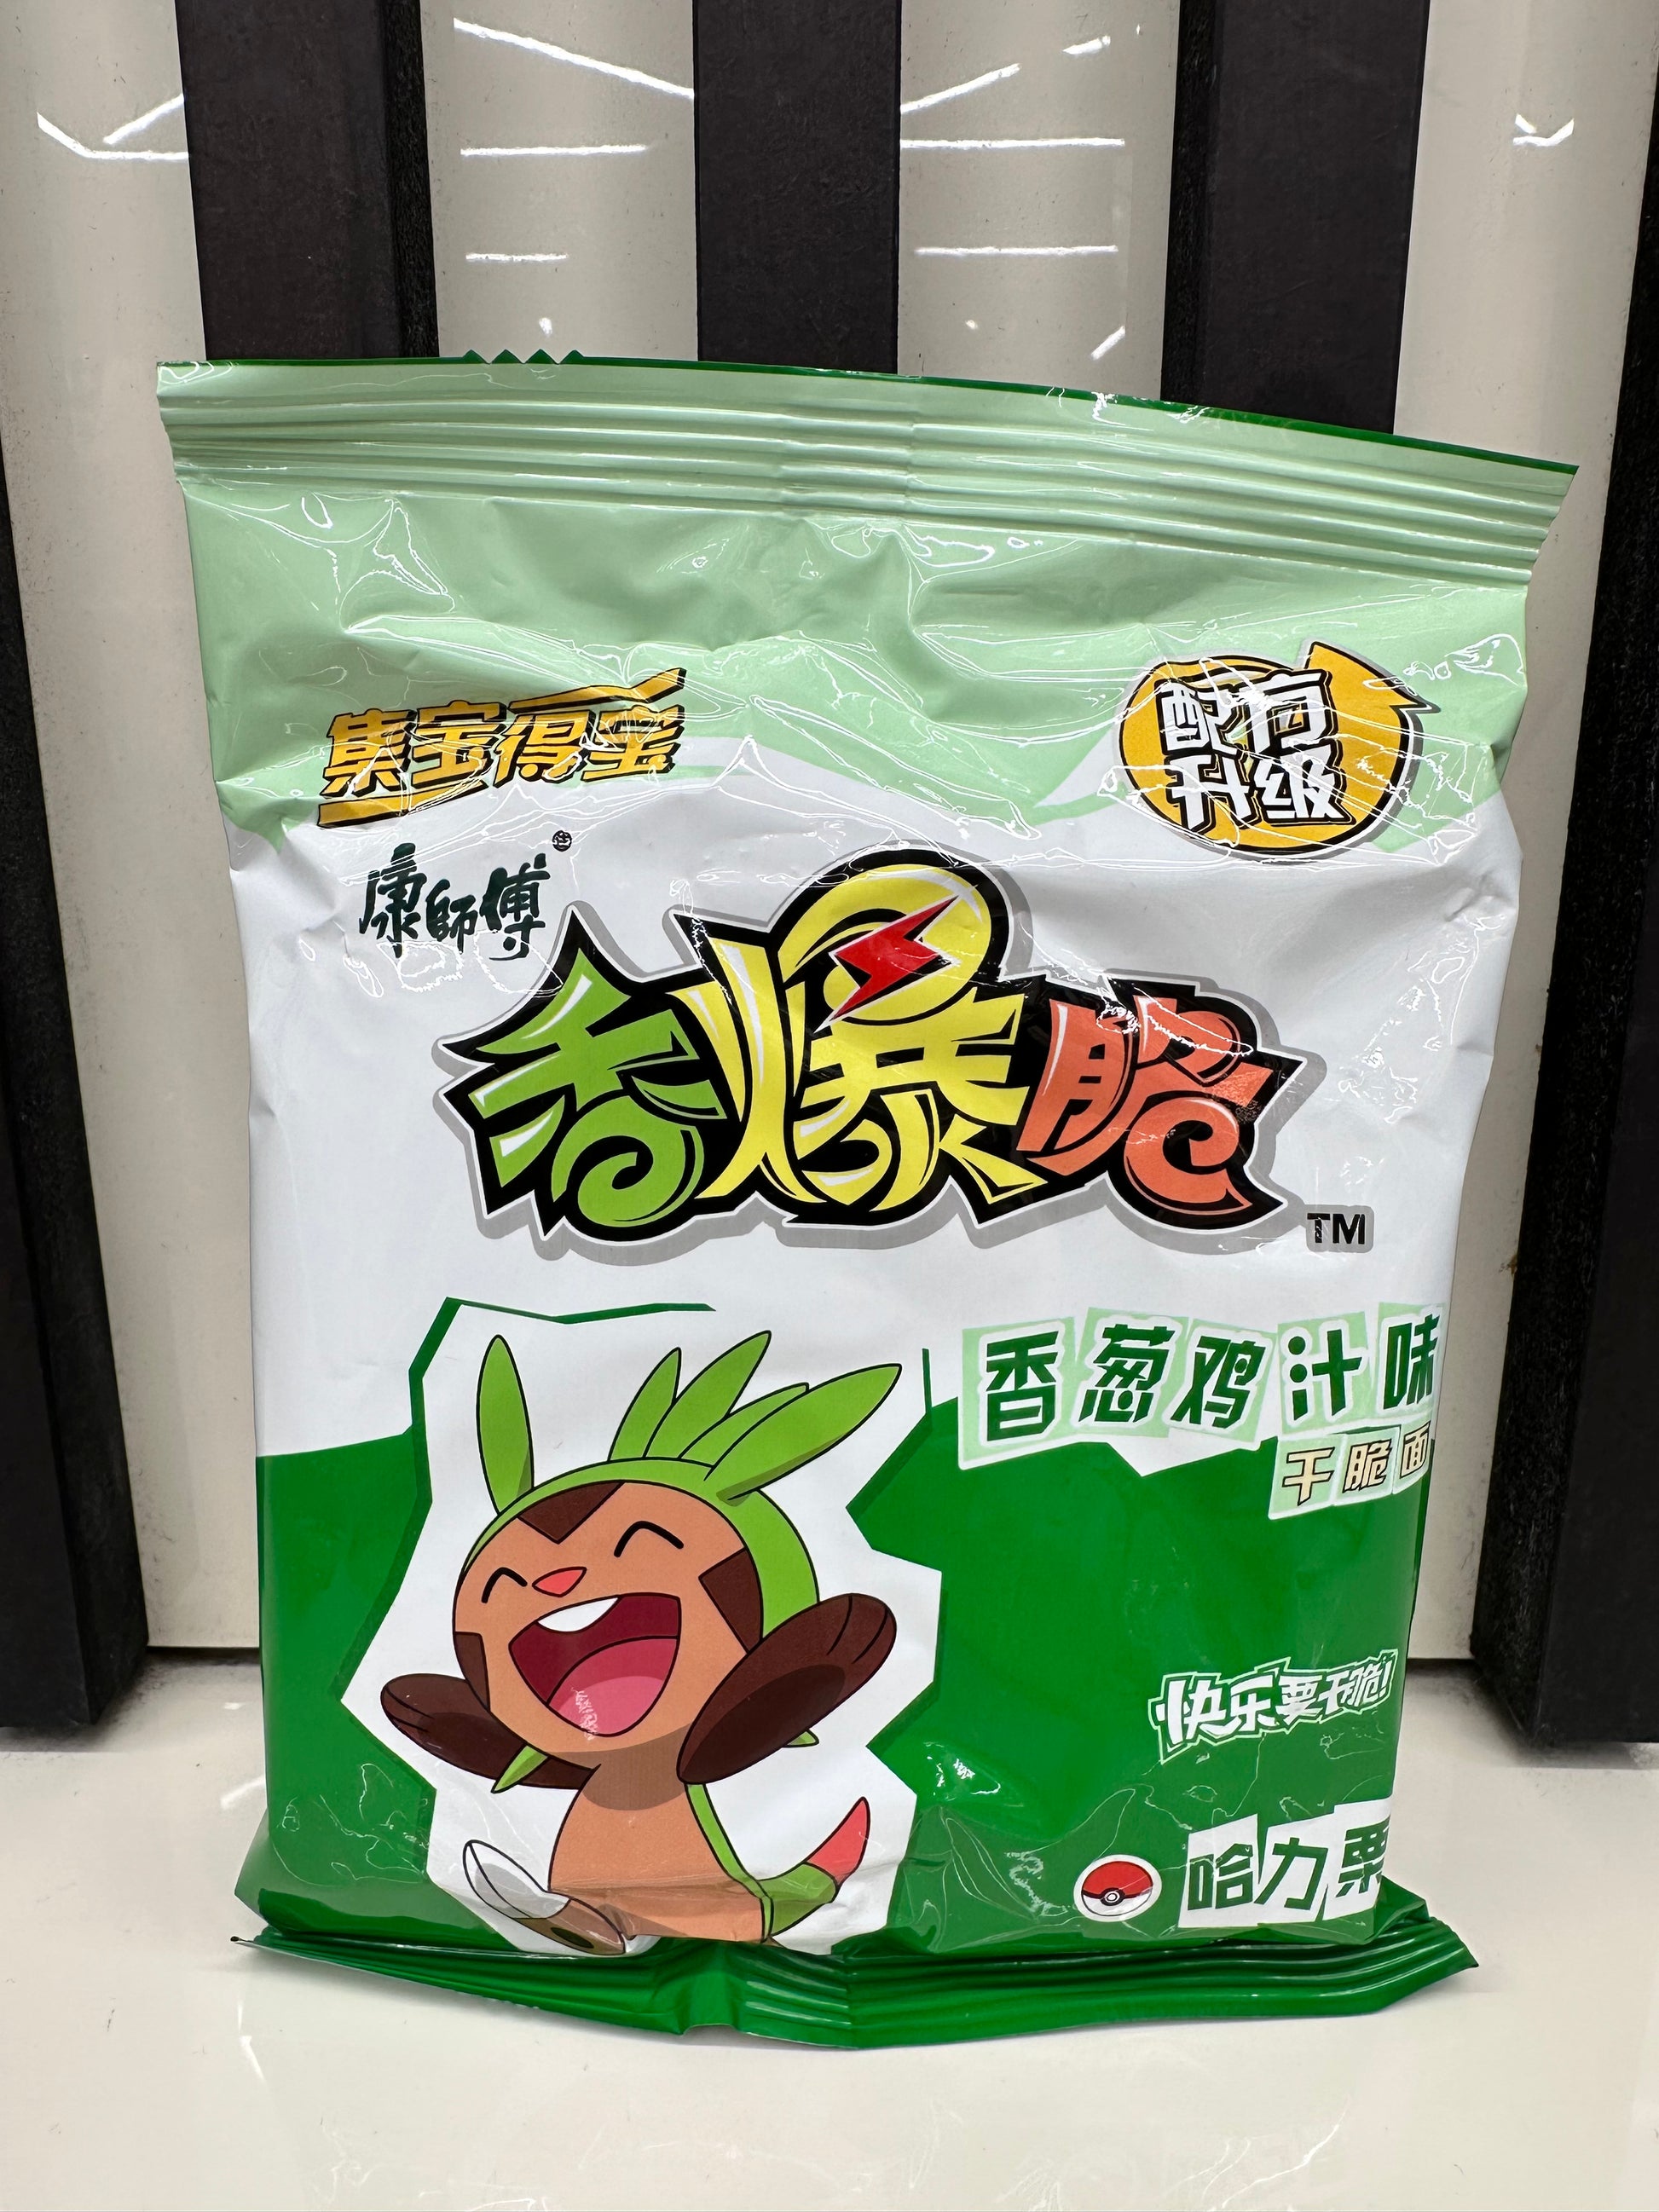 集宝得宝
配方
升级
康師傅
香爆脆
TM
香葱鸡汁味
干脆面
快乐要干脆!
哈力栗